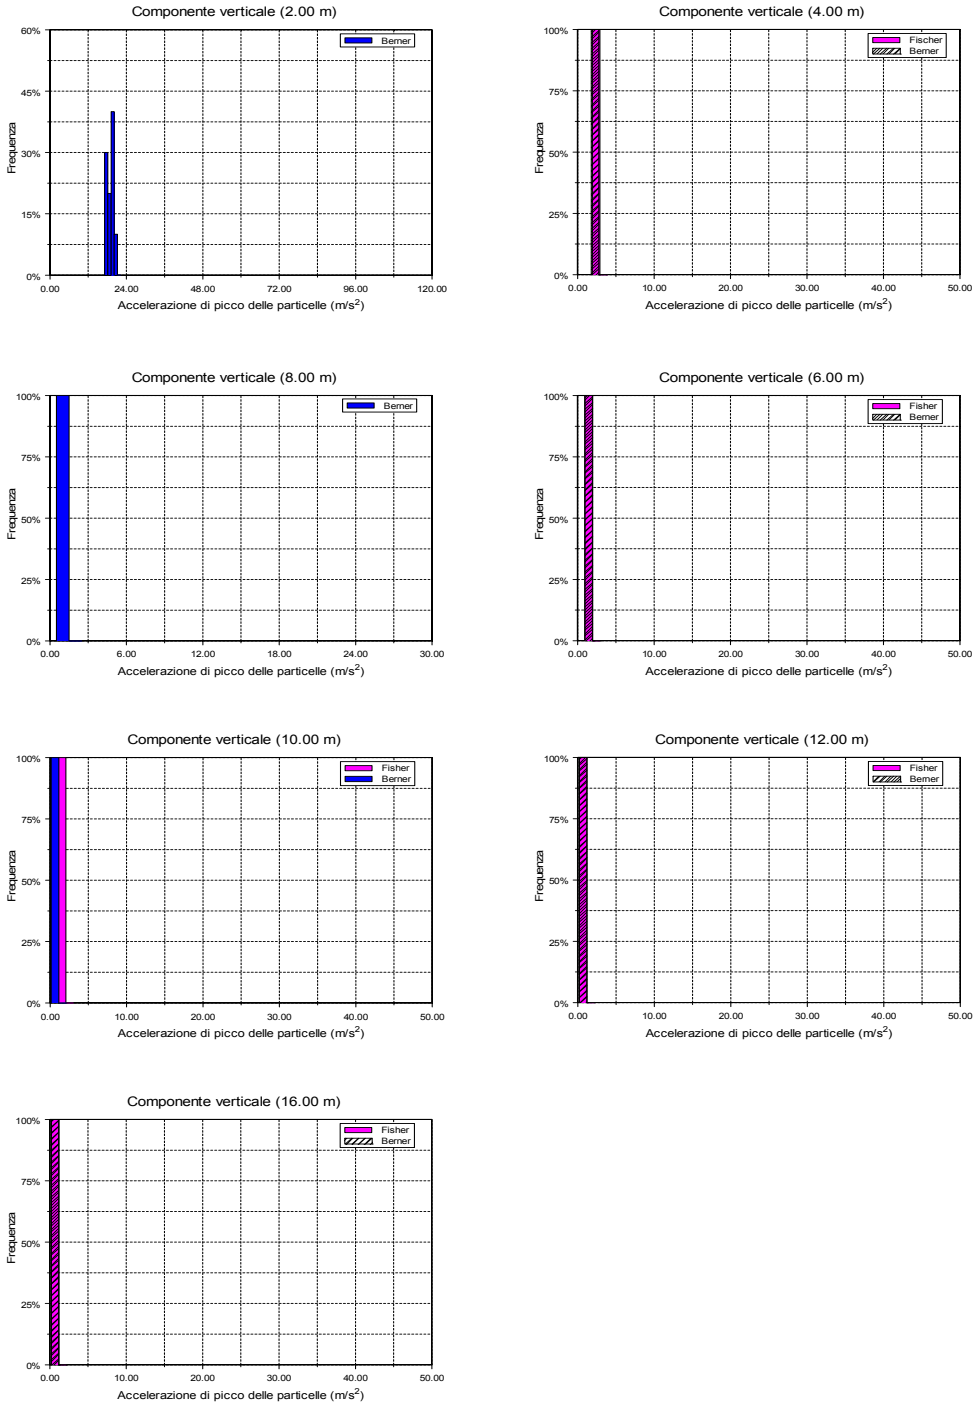 Componente verticale (2.00 m)
60%
45%
30%
15%
0%
Frequenza
Berner
0.00 24.00 48.00 72.00 96.00 120.00
Accelerazione di picco delle particelle (m/s²)
Componente verticale (4.00 m)
100%
75%
50%
25%
0%
Frequenza
Fischer
Berner
0.00 10.00 20.00 30.00 40.00 50.00
Accelerazione di picco delle particelle (m/s²)
Componente verticale (8.00 m)
100%
75%
50%
25%
0%
Frequenza
Berner
0.00 6.00 12.00 18.00 24.00 30.00
Accelerazione di picco delle particelle (m/s²)
Componente verticale (6.00 m)
100%
75%
50%
25%
0%
Frequenza
Fisher
Berner
0.00 10.00 20.00 30.00 40.00 50.00
Accelerazione di picco delle particelle (m/s²)
Componente verticale (10.00 m)
100%
75%
50%
25%
0%
Frequenza
Fisher
Berner
0.00 10.00 20.00 30.00 40.00 50.00
Accelerazione di picco delle particelle (m/s²)
Componente verticale (12.00 m)
100%
75%
50%
25%
0%
Frequenza
Fisher
Berner
0.00 10.00 20.00 30.00 40.00 50.00
Accelerazione di picco delle particelle (m/s²)
Componente verticale (16.00 m)
100%
75%
50%
25%
0%
Frequenza
Fisher
Berner
0.00 10.00 20.00 30.00 40.00 50.00
Accelerazione di picco delle particelle (m/s²)